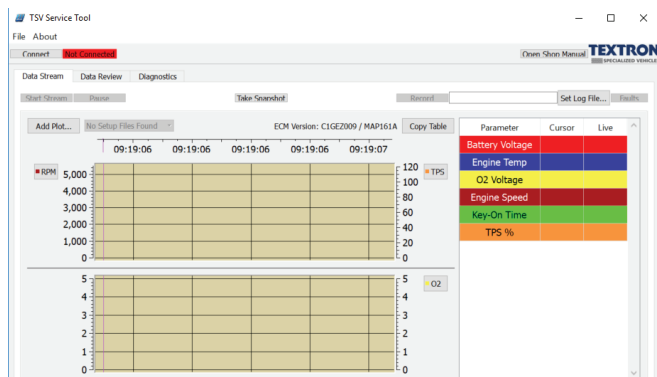 TSV Service Tool
File About
Connect Not Connected Open Shop Manual TEXTRON
SPECIALIZED VEHICLES
Data Stream Data Review Diagnostics
Start Stream Pause Take Snapshot Record Set Log File... Faults
Add Plot... No Setup Files Found ECM Version: C1GEZ009 / MAP161A Copy Table Parameter Cursor Live
09:19:06 09:19:06 09:19:06 09:19:06 09:19:07
Battery Voltage
Engine Temp
O2 Voltage
Engine Speed
Key-On Time
TPS %
RPM 5,000 120 TPS
4,000 100
3,000 80
2,000 60
1,000 40
0 20
0
5 5 O2
4 4
3 3
2 2
1 1
0 0